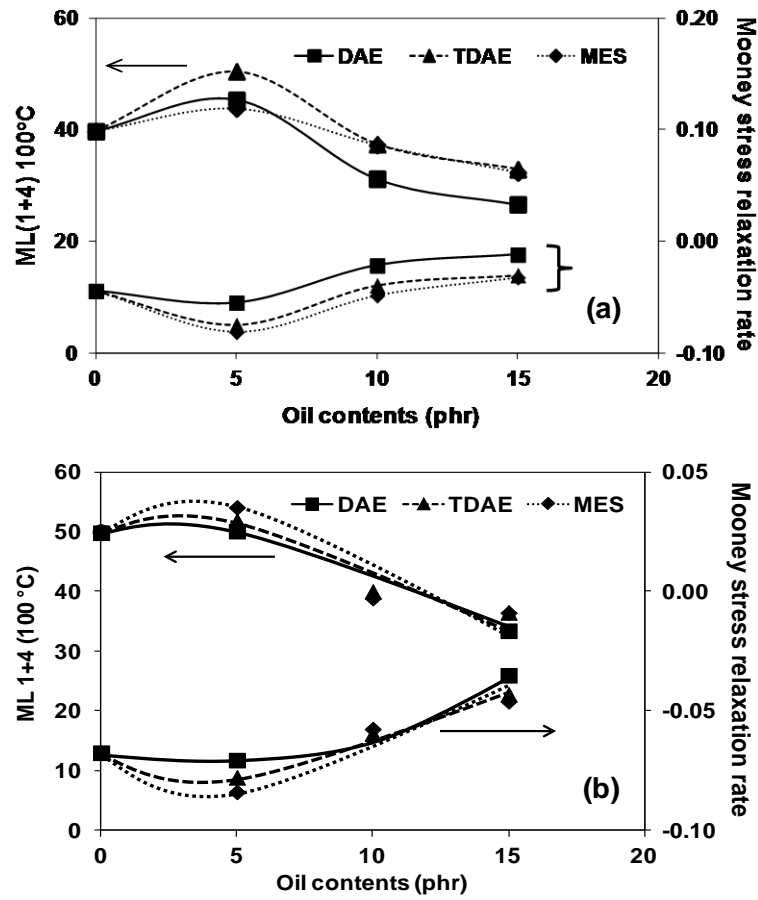 60
40
20
0
ML(1+4) 100°C
DAE TDAE MES
0.20
0.10
0.00
-0.10
Mooney stress relaxation rate
(a)
0 5 10 15 20
Oil contents (phr)
60
50
40
30
20
10
0
ML 1+4 (100 °C)
DAE TDAE MES
0.05
0.00
-0.05
-0.10
Mooney stress relaxation rate
(b)
0 5 10 15 20
Oil contents (phr)